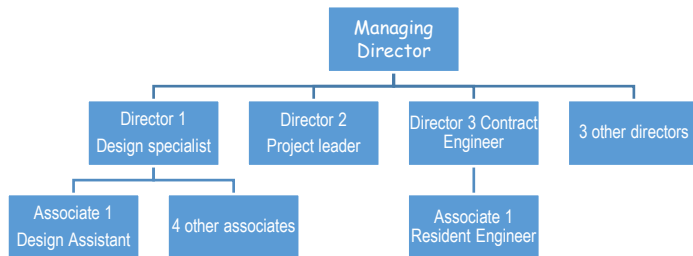 Managing
Director
Director 1
Design specialist
Director 2
Project leader
Director 3 Contract
Engineer
3 other directors
Associate 1
Design Assistant
4 other associates
Associate 1
Resident Engineer